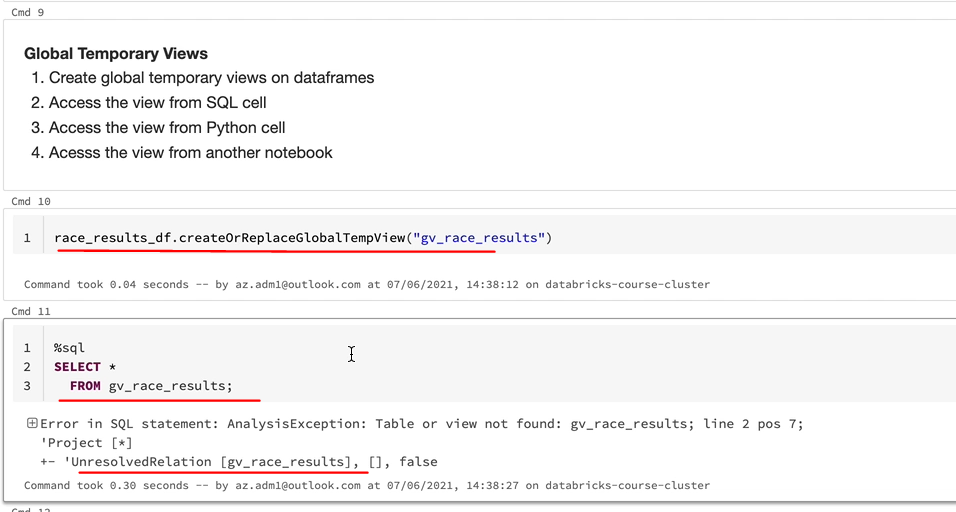 Cmd 9
Global Temporary Views
1. Create global temporary views on dataframes
2. Access the view from SQL cell
3. Access the view from Python cell
4. Acesss the view from another notebook
Cmd 10
1 race_results_df.createOrReplaceGlobalTempView("gv_race_results")
Command took 0.04 seconds -- by az.adm1@outlook.com at 07/06/2021, 14:38:12 on databricks-course-cluster
Cmd 11
1 %sql
2 SELECT *
3 FROM gv_race_results;
Error in SQL statement: AnalysisException: Table or view not found: gv_race_results; line 2 pos 7;
'Project [*]
+- 'UnresolvedRelation [gv_race_results], [], false
Command took 0.30 seconds -- by az.adm1@outlook.com at 07/06/2021, 14:38:27 on databricks-course-cluster
Cmd 12